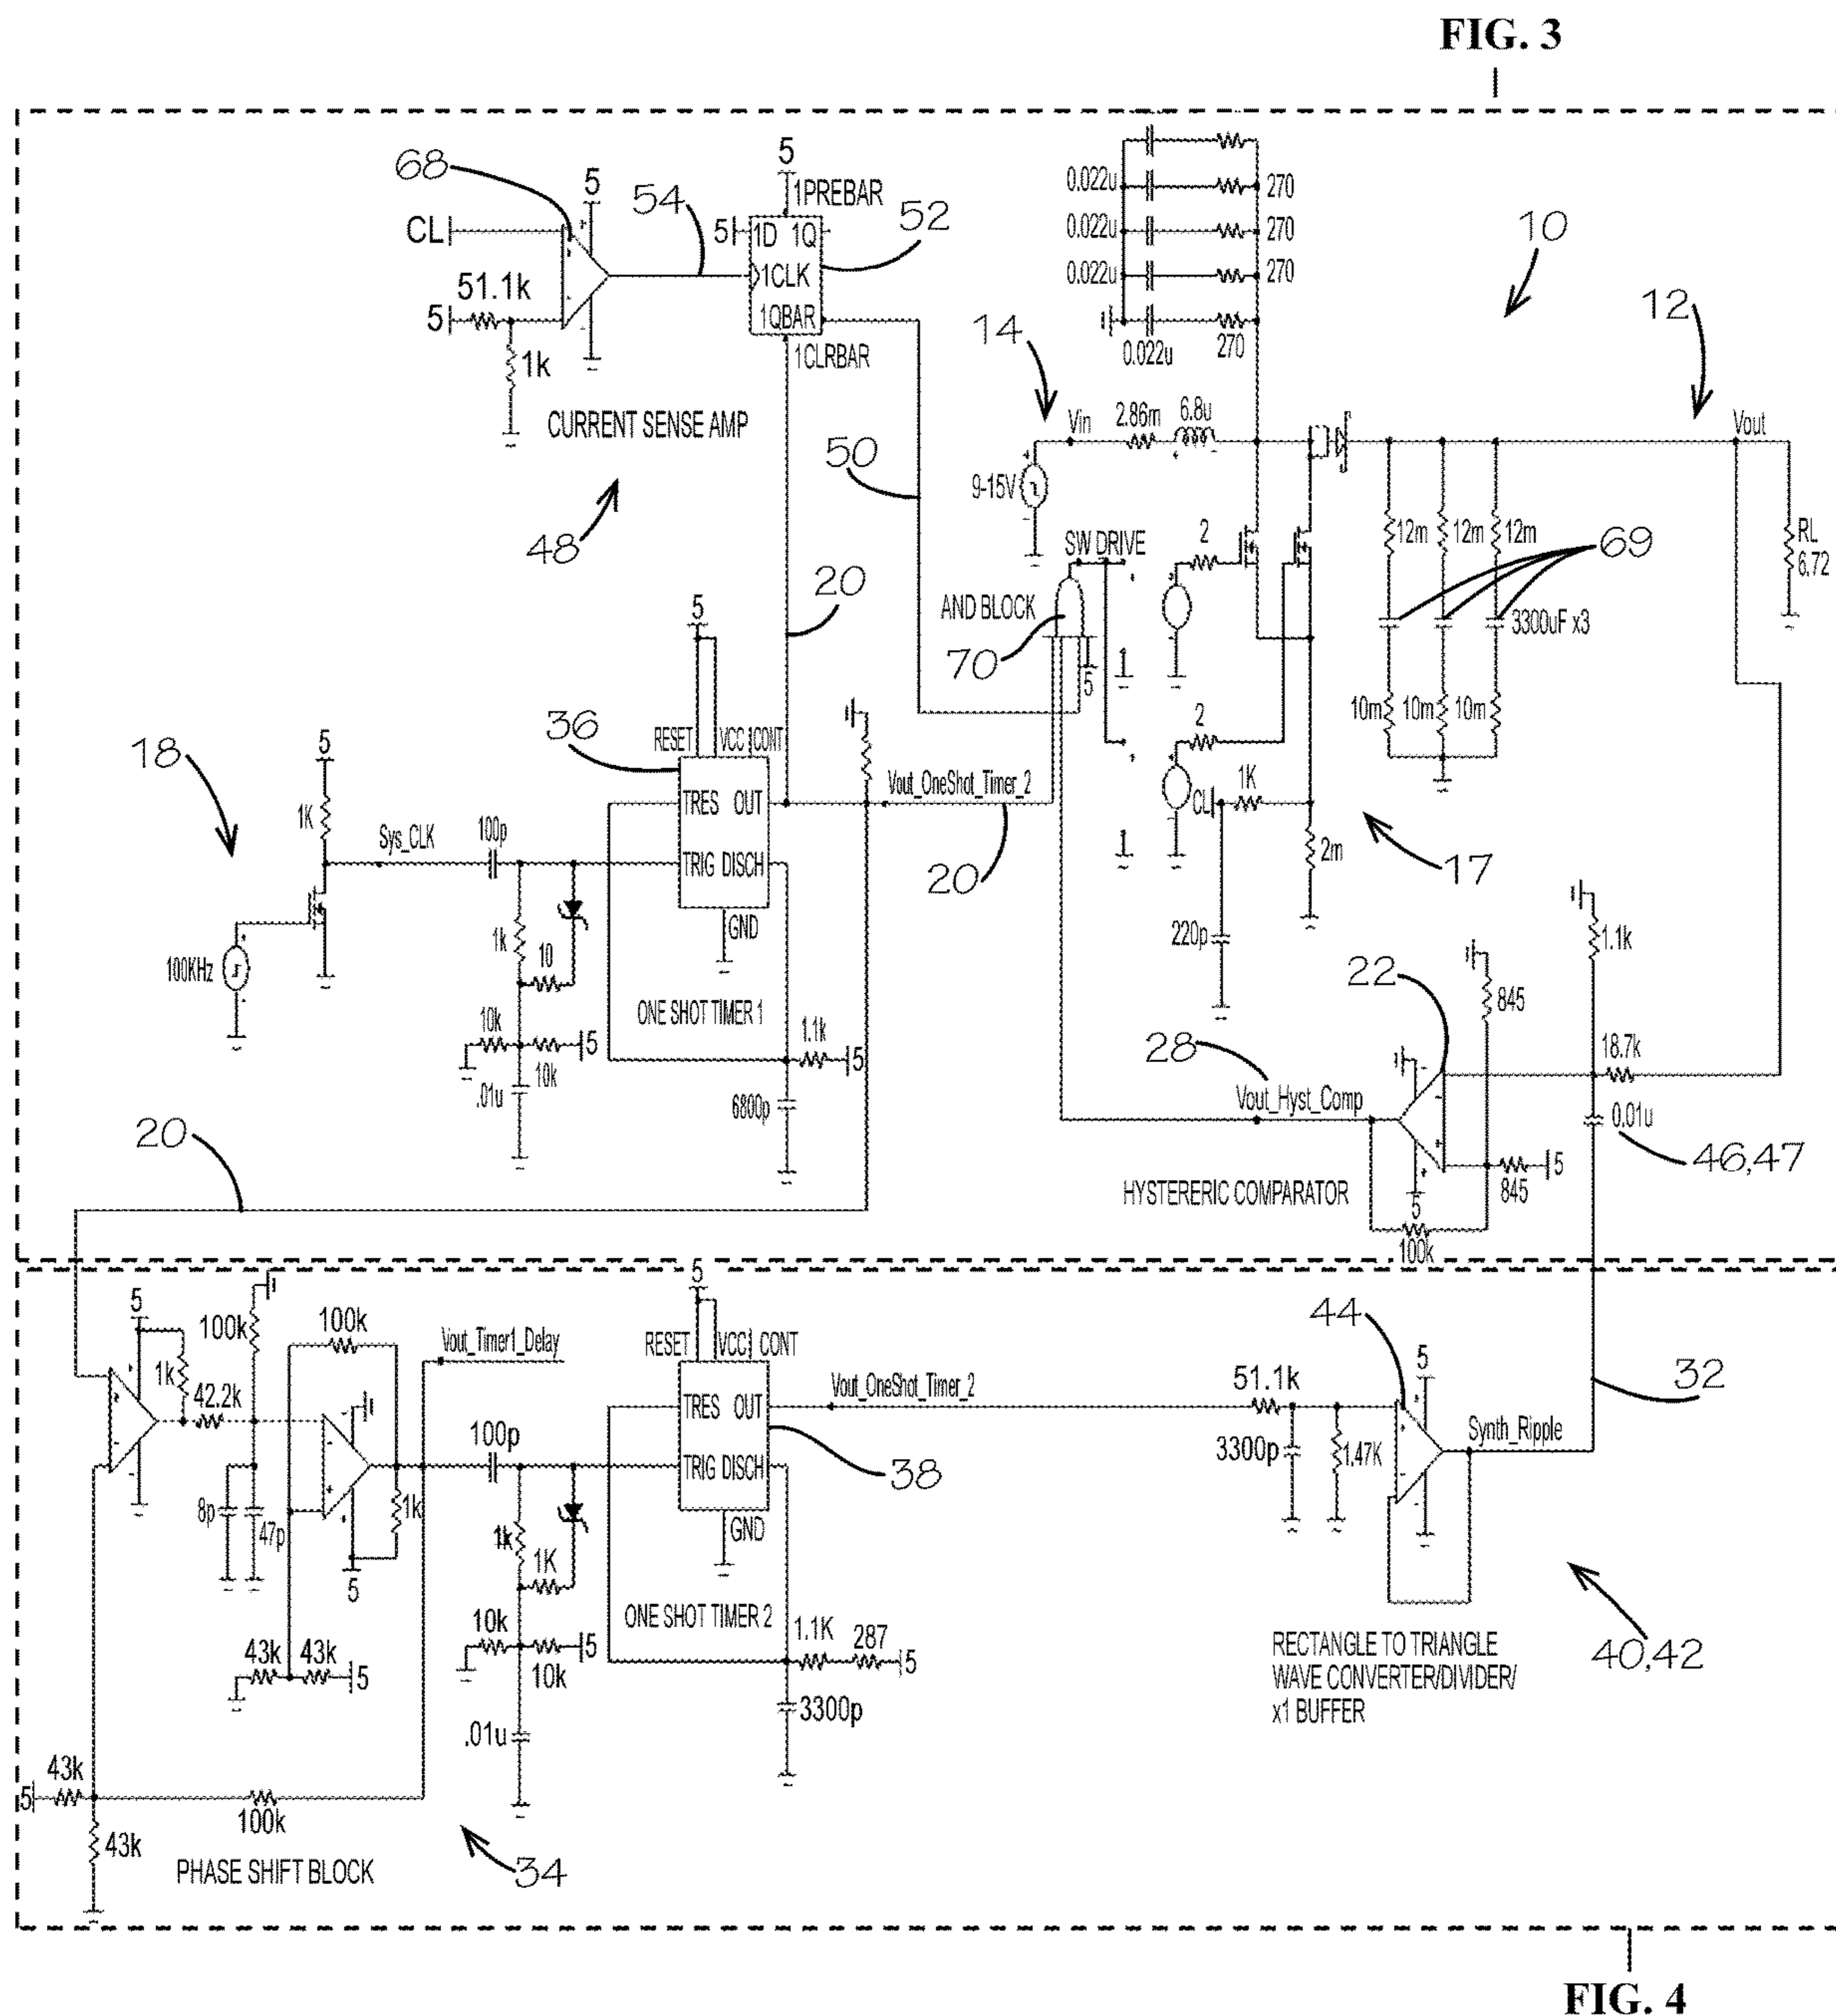 FIG. 3
68
5
54
5
1PREBAR
52
CL
5
1D 1Q
1CLK
1QBAR
1CLRBAR
51.1k
5
1k
CURRENT SENSE AMP
48
50
0.022u
270
0.022u
270
0.022u
270
0.022u
270
10
12
14
Vin
2.86m
6.8u
Vout
9-15V
SW DRIVE
2
12m
12m
12m
69
RL
6.72
3300uF x3
AND BLOCK
70
5
20
10m
10m
10m
2
CL
1K
2m
17
220p
5
36
RESET
VCC
CONT
TRES OUT
TRIG DISCH
GND
ONE SHOT TIMER 1
Vout_OneShot_Timer_2
20
18
5
1K
Sys_CLK
100KHz
100p
1k
10
10k
5
10k
.01u
1.1k
5
6800p
20
22
845
1.1k
18.7k
28
Vout_Hyst_Comp
0.01u
46,47
5
845
5
100k
HYSTERERIC COMPARATOR
5
1k
42.2k
100k
100k
8p
47p
1k
5
43k
43k
5
Vout_Timer1_Delay
5
RESET
VCC
CONT
TRES OUT
TRIG DISCH
GND
38
ONE SHOT TIMER 2
Vout_OneShot_Timer_2
100p
1k
1K
10k
5
10k
.01u
1.1K
287
5
3300p
51.1k
3300p
1.47K
44
5
Synth_Ripple
32
40,42
RECTANGLE TO TRIANGLE
WAVE CONVERTER/DIVIDER/
x1 BUFFER
5
43k
100k
43k
PHASE SHIFT BLOCK
34
FIG. 4